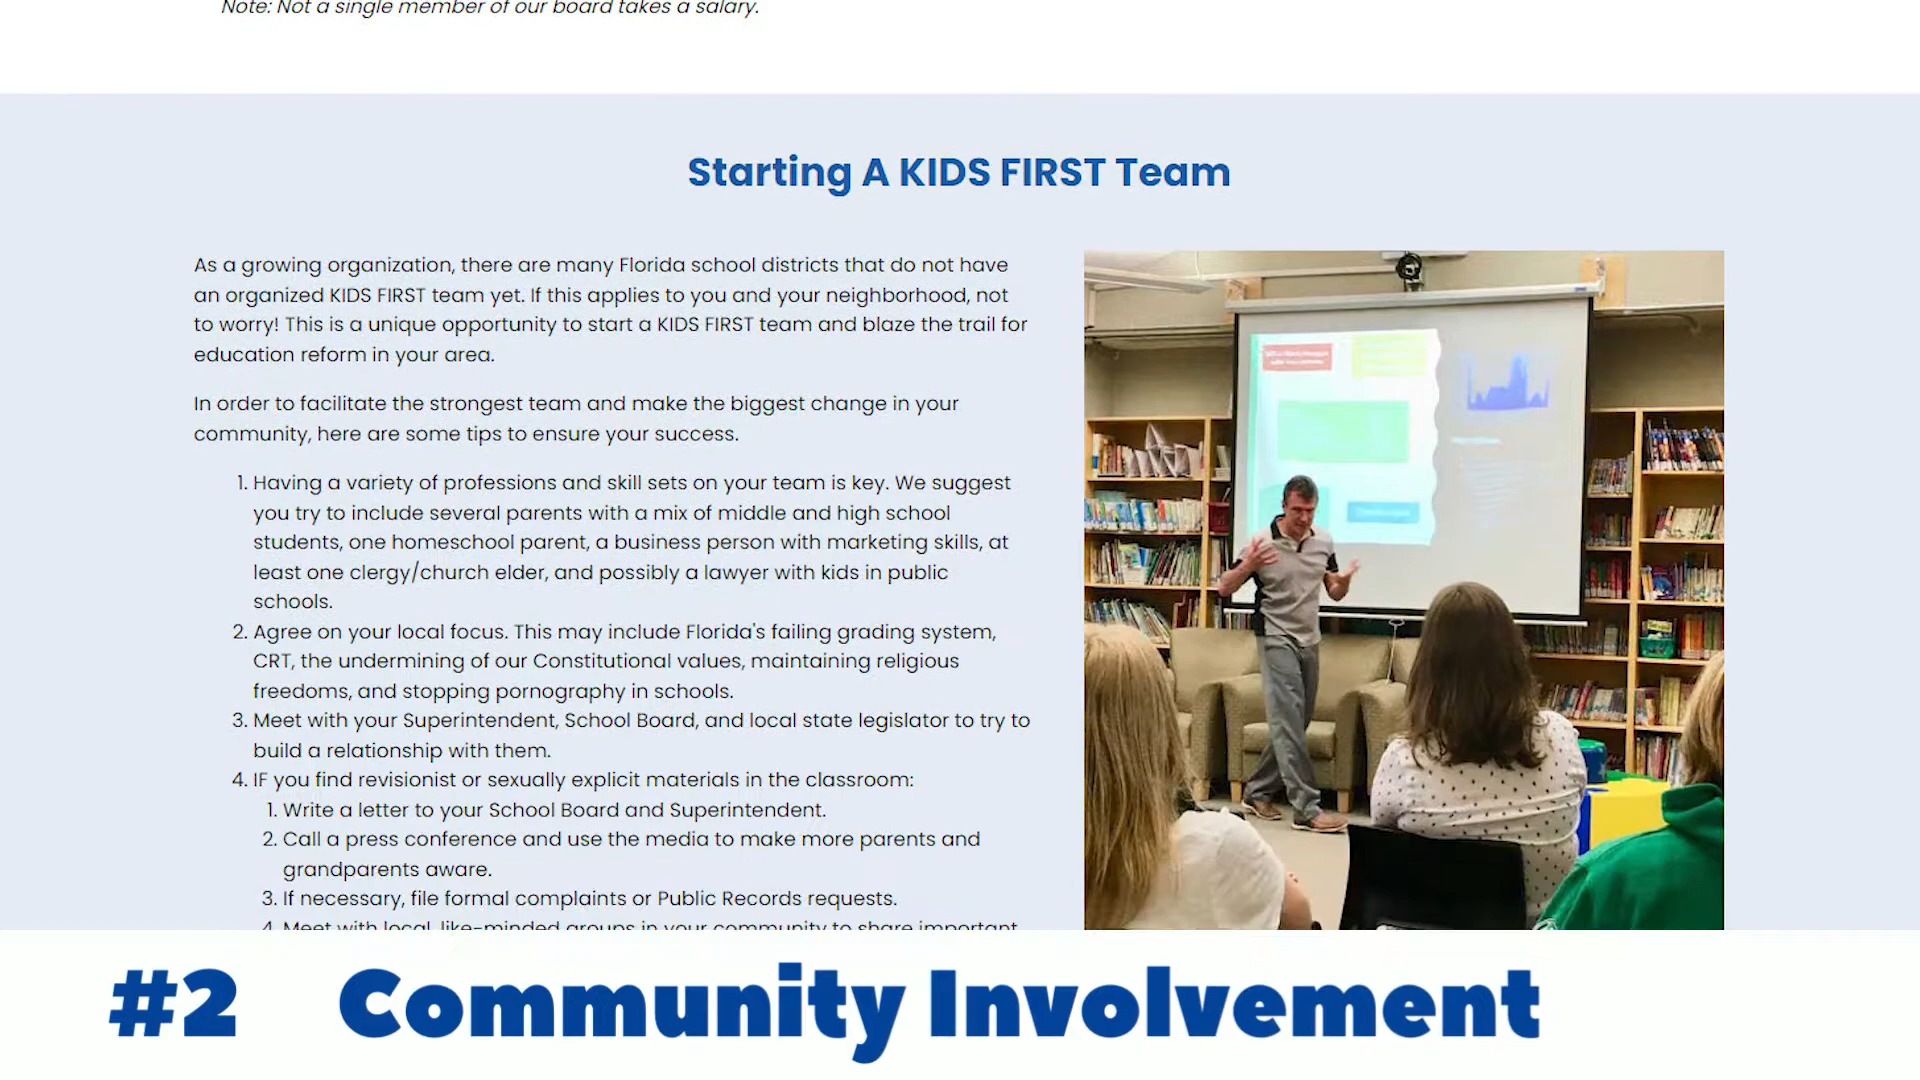 Note: Not a single member of our board takes a salary.
Starting A KIDS FIRST Team
As a growing organization, there are many Florida school districts that do not have
an organized KIDS FIRST team yet. If this applies to you and your neighborhood, not
to worry! This is a unique opportunity to start a KIDS FIRST team and blaze the trail for
education reform in your area.
In order to facilitate the strongest team and make the biggest change in your
community, here are some tips to ensure your success.
1. Having a variety of professions and skill sets on your team is key. We suggest
you try to include several parents with a mix of middle and high school
students, one homeschool parent, a business person with marketing skills, at
least one clergy/church elder, and possibly a lawyer with kids in public
schools.
2. Agree on your local focus. This may include Florida's failing grading system,
CRT, the undermining of our Constitutional values, maintaining religious
freedoms, and stopping pornography in schools.
3. Meet with your Superintendent, School Board, and local state legislator to try to
build a relationship with them.
4. IF you find revisionist or sexually explicit materials in the classroom:
1. Write a letter to your School Board and Superintendent.
2. Call a press conference and use the media to make more parents and
grandparents aware.
3. If necessary, file formal complaints or Public Records requests.
4. Meet with local, like-minded groups in your community to share important
#2 Community Involvement